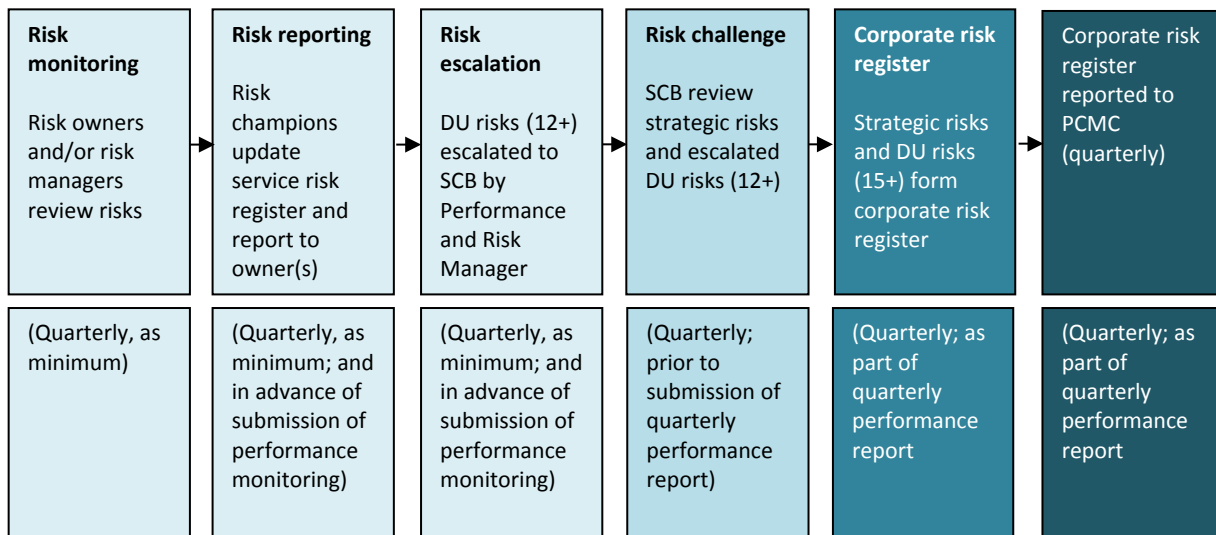 Risk
monitoring
Risk owners
and/or risk
managers
review risks
Risk reporting
Risk
champions
update
service risk
register and
report to
owner(s)
Risk
escalation
DU risks (12+)
escalated to
SCB by
Performance
and Risk
Manager
Risk challenge
SCB review
strategic risks
and escalated
DU risks (12+)
Corporate risk
register
Strategic risks
and DU risks
(15+) form
corporate risk
register
Corporate risk
register
reported to
PCMC
(quarterly)
(Quarterly, as
minimum)
(Quarterly, as
minimum; and
in advance of
submission of
performance
monitoring)
(Quarterly, as
minimum; and
in advance of
submission of
performance
monitoring)
(Quarterly;
prior to
submission of
quarterly
performance
report)
(Quarterly; as
part of
quarterly
performance
report
(Quarterly; as
part of
quarterly
performance
report